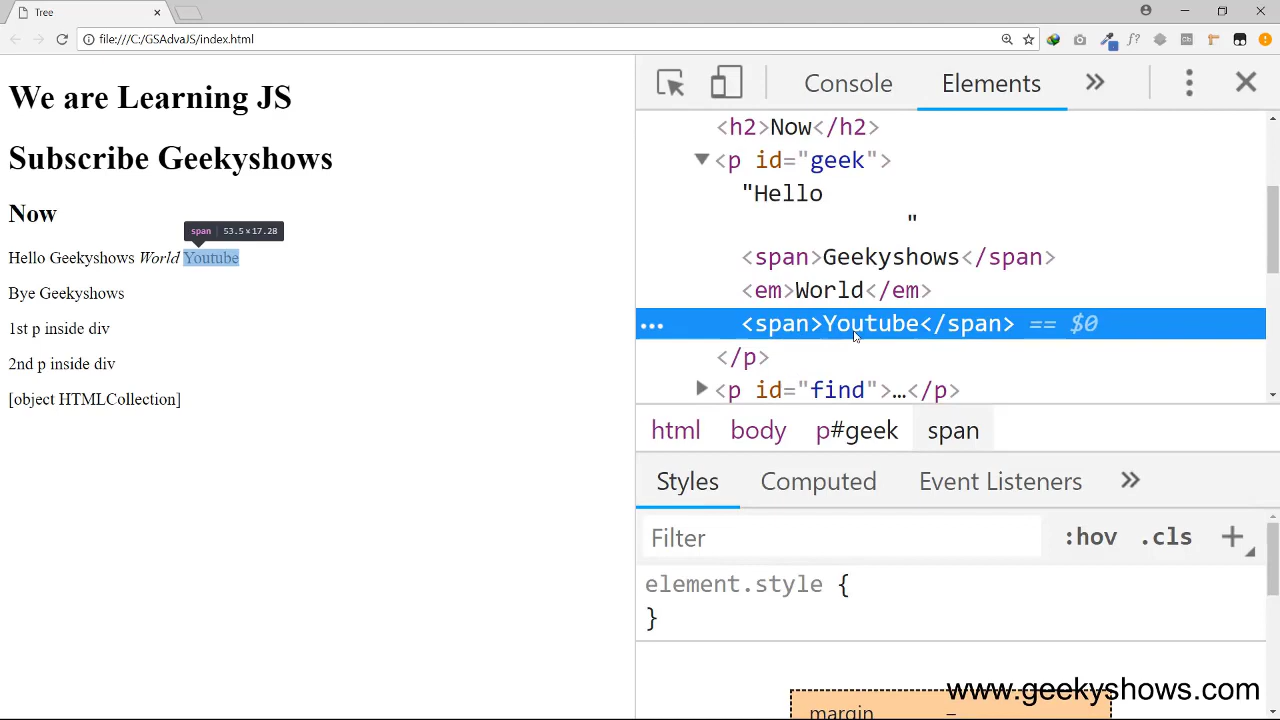 Tree
file:///C:/GSAdvaJS/index.html
We are Learning JS
Subscribe Geekyshows
Now
span | 53.5×17.28
Hello Geekyshows World Youtube
Bye Geekyshows
1st p inside div
2nd p inside div
[object HTMLCollection]
Console Elements
<h2>Now</h2>
<p id="geek">
"Hello
"
<span>Geekyshows</span>
<em>World</em>
<span>Youtube</span> == $0
</p>
<p id="find">…</p>
html body p#geek span
Styles Computed Event Listeners
Filter :hov .cls
element.style {
}
margin –
www.geekyshows.com